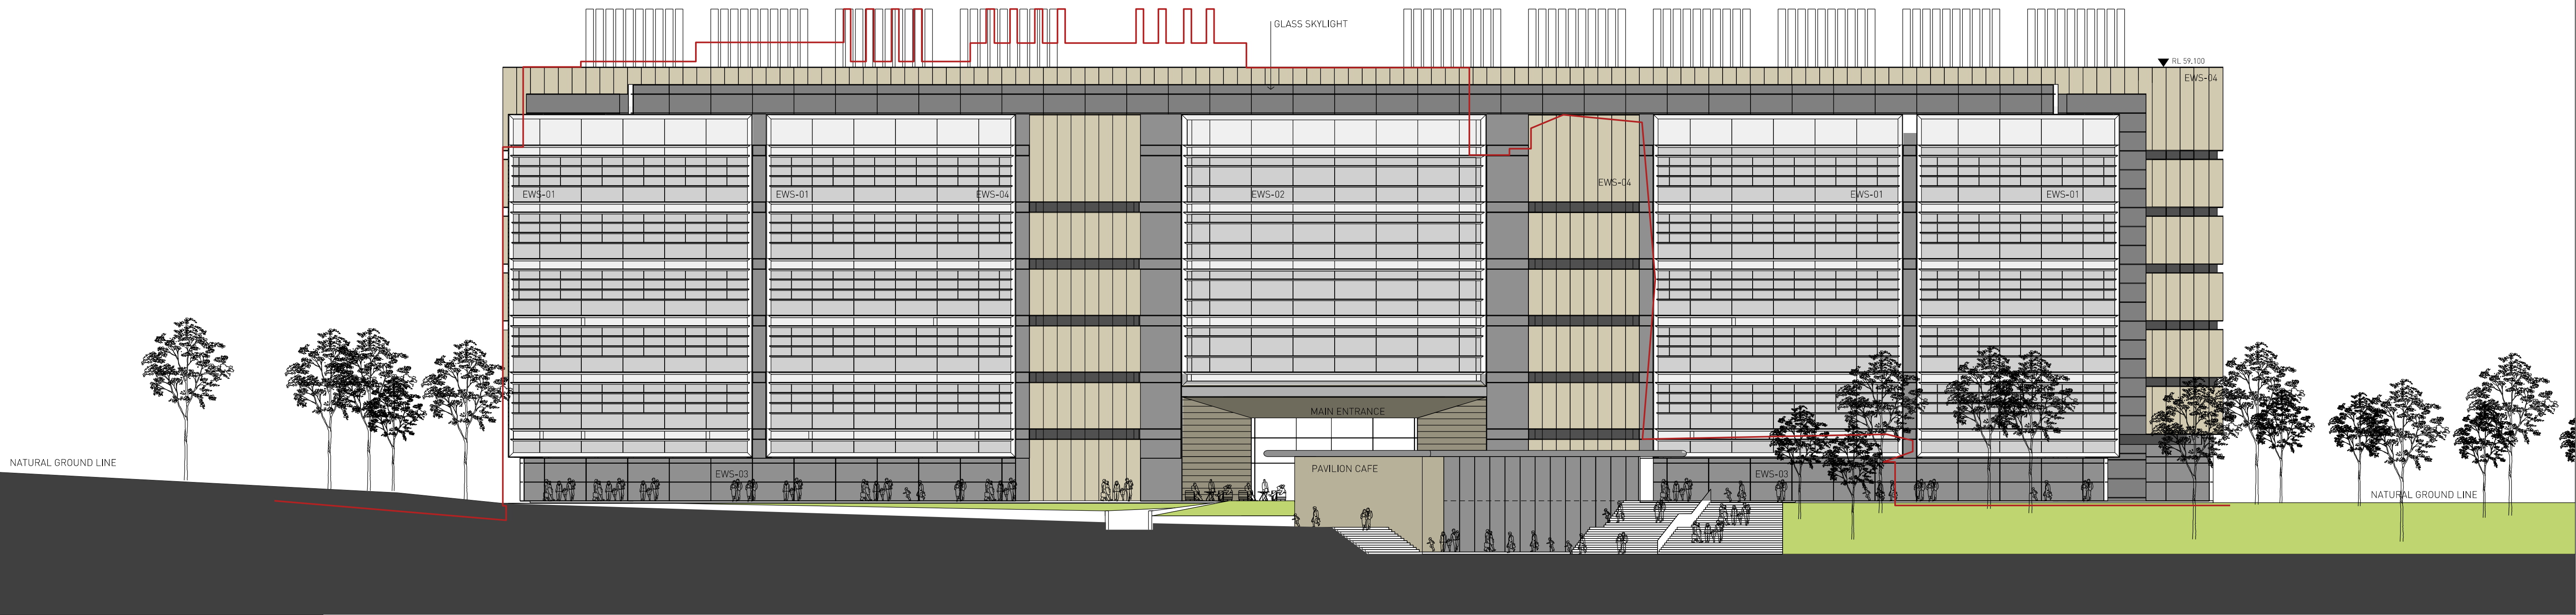 GLASS SKYLIGHT
RL 59.100
EWS-04
EWS-01
EWS-01
EWS-04
EWS-02
EWS-04
EWS-01
EWS-01
MAIN ENTRANCE
NATURAL GROUND LINE
EWS-03
PAVILION CAFE
EWS-03
NATURAL GROUND LINE